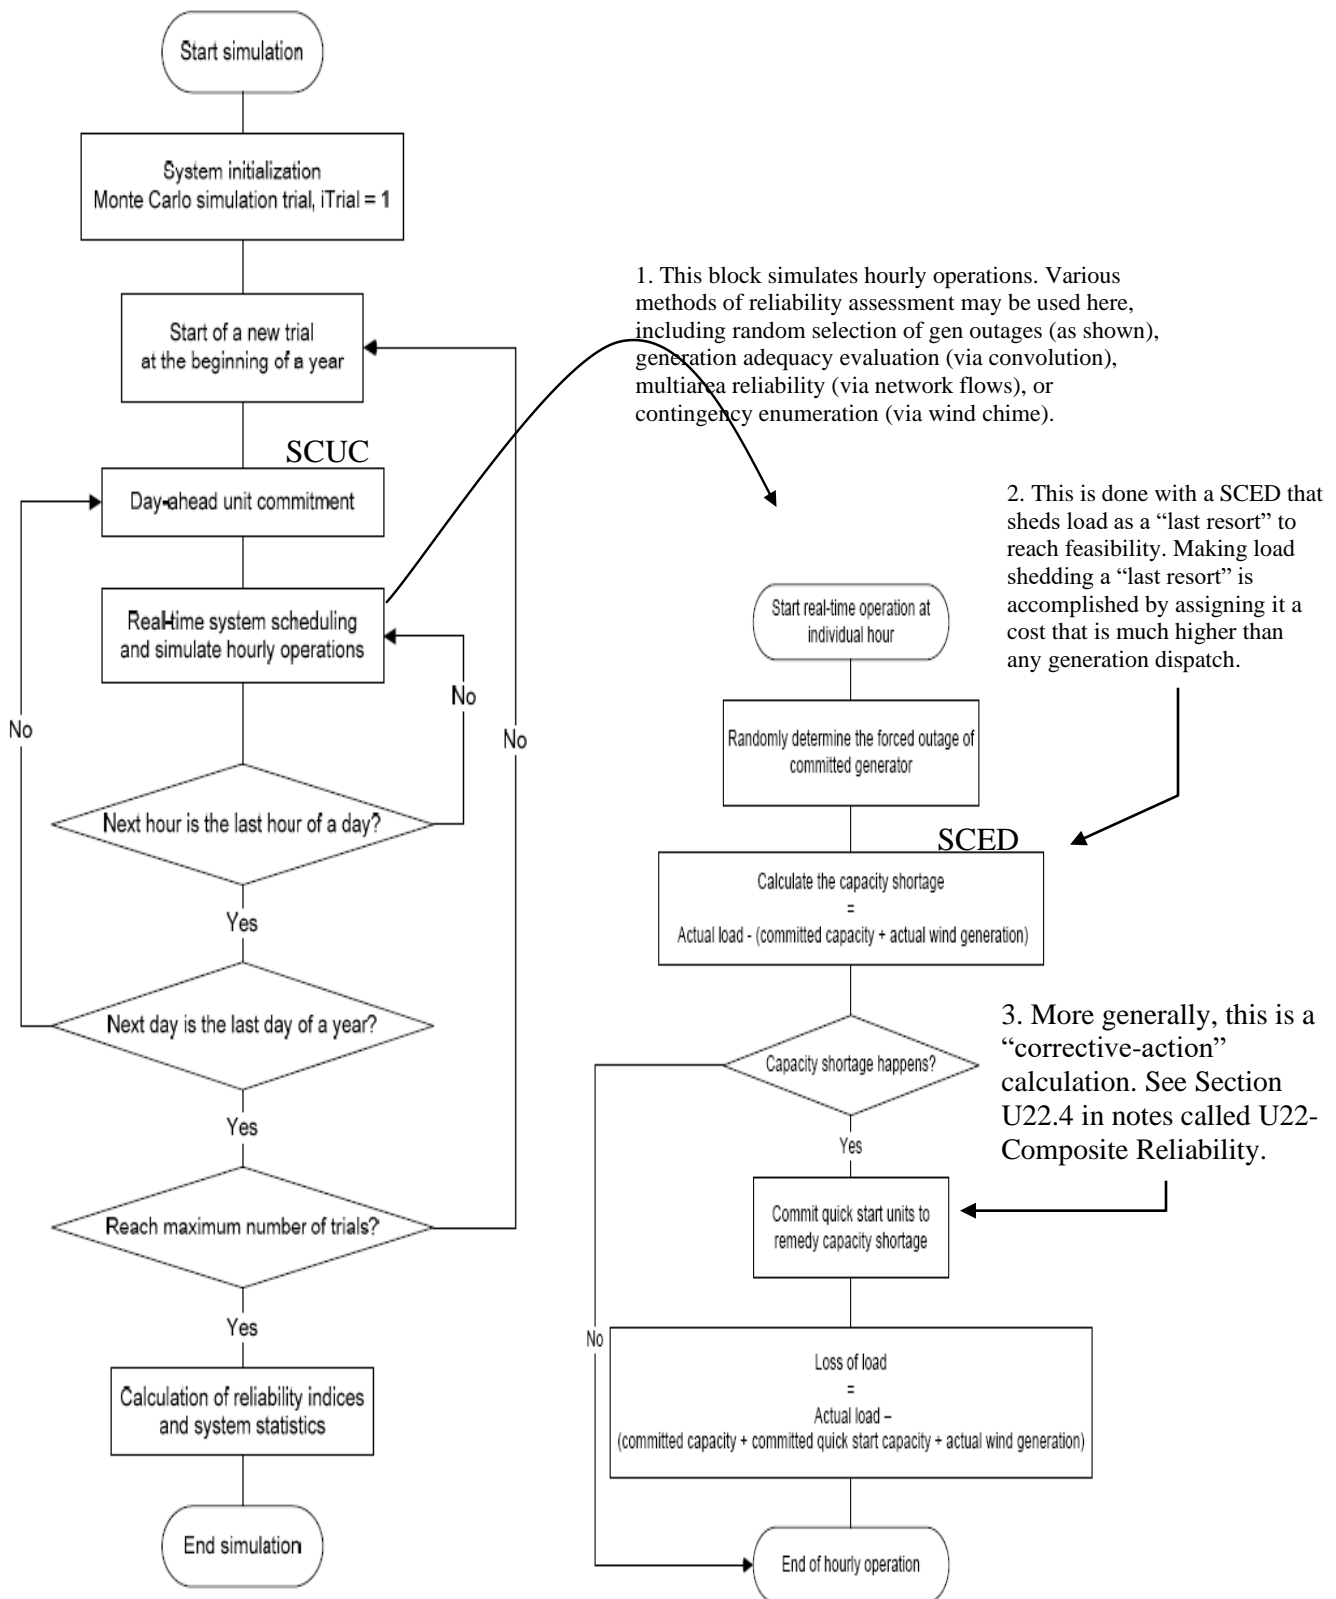 Start simulation
System initialization
Monte Carlo simulation trial, iTrial = 1
Start of a new trial
at the beginning of a year
SCUC
Day-ahead unit commitment
Real-time system scheduling
and simulate hourly operations
No
No
No
Next hour is the last hour of a day?
Yes
Next day is the last day of a year?
Yes
Reach maximum number of trials?
Yes
Calculation of reliability indices
and system statistics
End simulation
1. This block simulates hourly operations. Various
methods of reliability assessment may be used here,
including random selection of gen outages (as shown),
generation adequacy evaluation (via convolution),
multiarea reliability (via network flows), or
contingency enumeration (via wind chime).
2. This is done with a SCED that
sheds load as a “last resort” to
reach feasibility. Making load
shedding a “last resort” is
accomplished by assigning it a
cost that is much higher than
any generation dispatch.
Start real-time operation at
individual hour
Randomly determine the forced outage of
committed generator
SCED
Calculate the capacity shortage
=
Actual load - (committed capacity + actual wind generation)
Capacity shortage happens?
3. More generally, this is a
“corrective-action”
calculation. See Section
U22.4 in notes called U22-
Composite Reliability.
Yes
Commit quick start units to
remedy capacity shortage
No
Loss of load
=
Actual load –
(committed capacity + committed quick start capacity + actual wind generation)
End of hourly operation